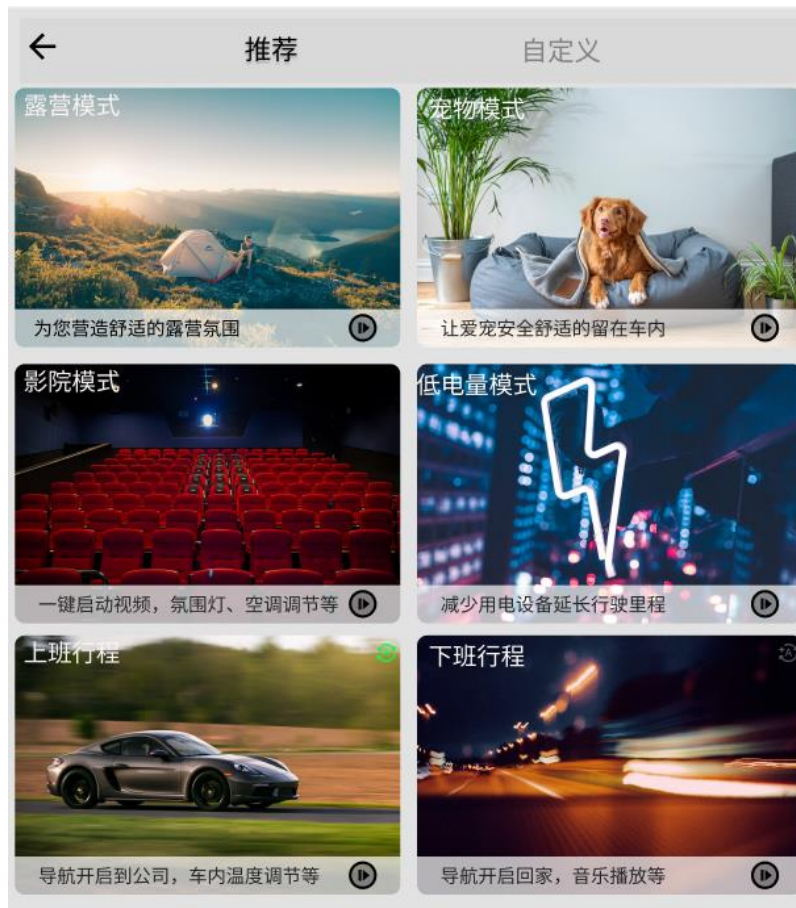 推荐
自定义
露营模式
宠物模式
为您营造舒适的露营氛围
让爱宠安全舒适的留在车内
影院模式
低电量模式
一键启动视频，氛围灯、空调调节等
减少用电设备延长行驶里程
上班行程
下班行程
导航开启到公司，车内温度调节等
导航开启回家，音乐播放等